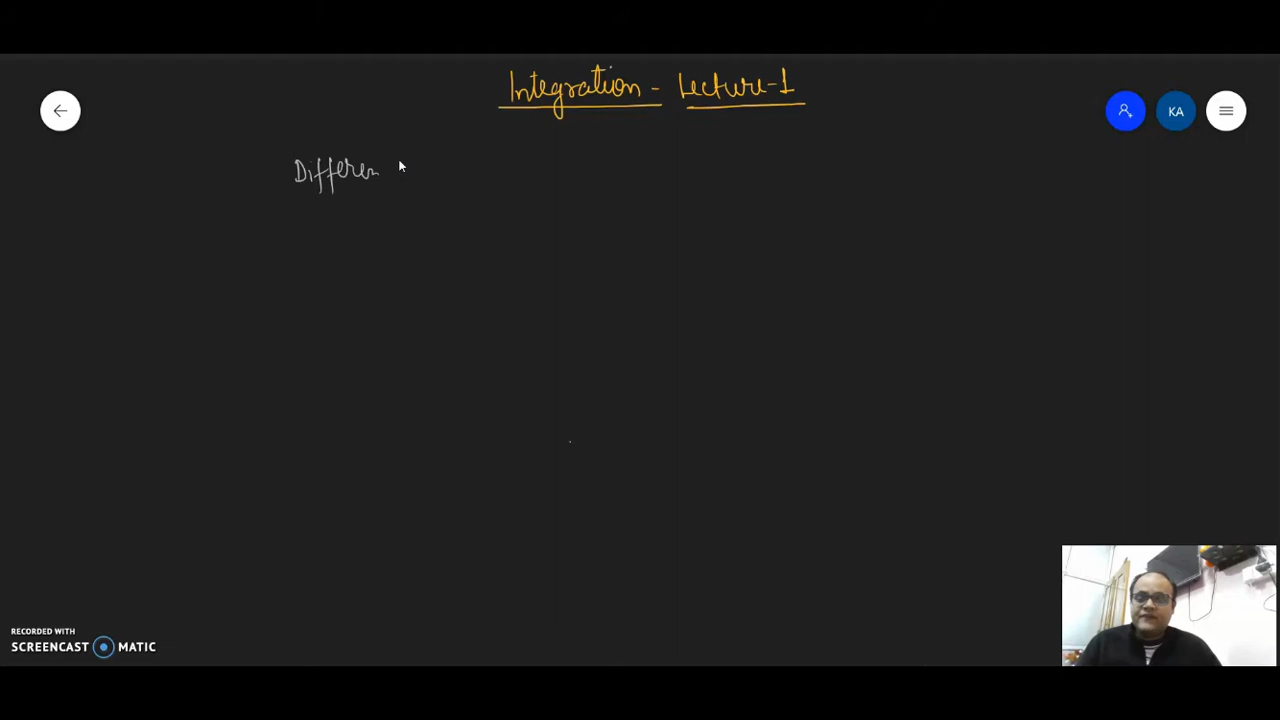 Integration - Lecture-1
KA
Differen
RECORDED WITH
SCREENCAST MATIC